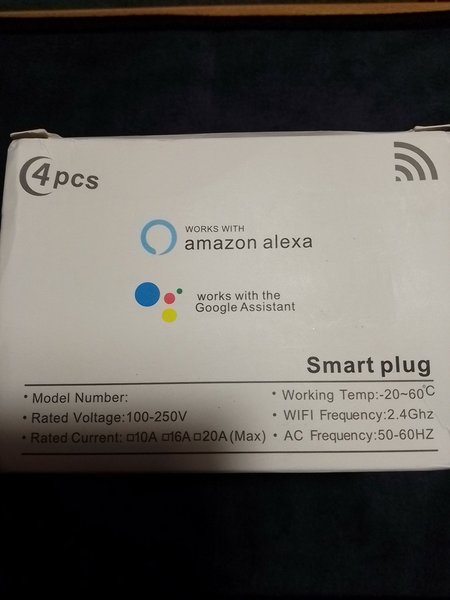 4pcs
WORKS WITH
amazon alexa
works with the
Google Assistant
Smart plug
• Model Number:
• Rated Voltage:100-250V
• Rated Current: □10A □16A □20A(Max)
• Working Temp:-20~60℃
• WIFI Frequency:2.4Ghz
• AC Frequency:50-60HZ